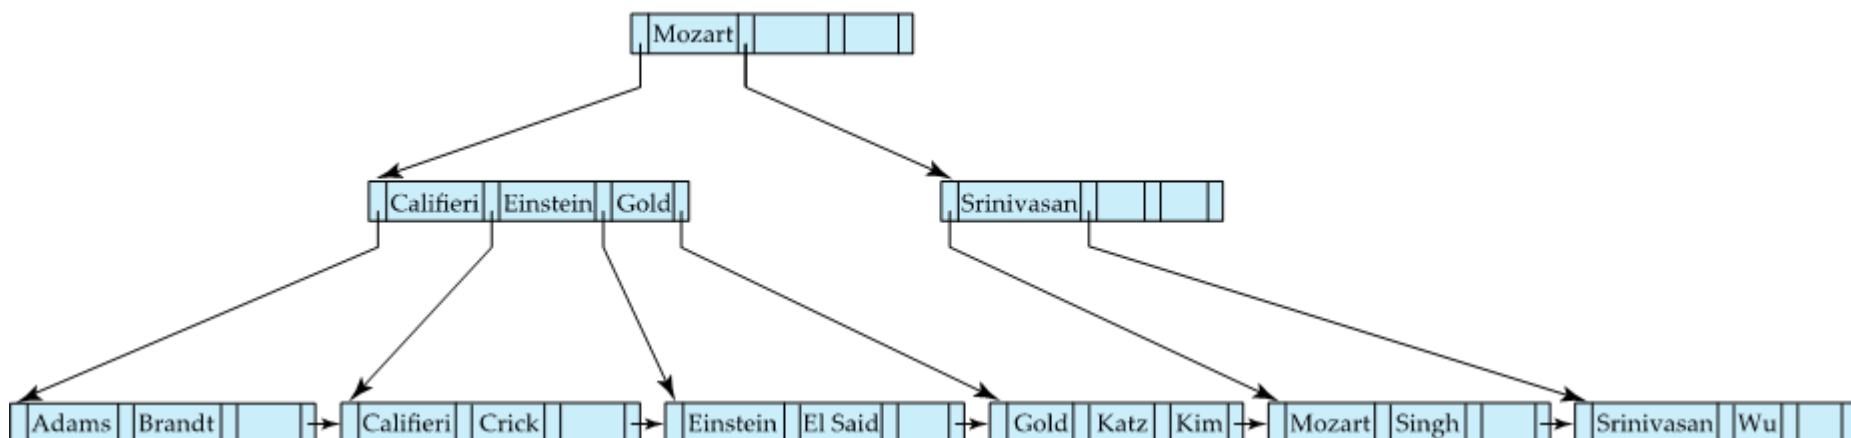 Mozart
Califieri Einstein Gold
Srinivasan
Adams Brandt
Califieri Crick
Einstein El Said
Gold Katz Kim
Mozart Singh
Srinivasan Wu